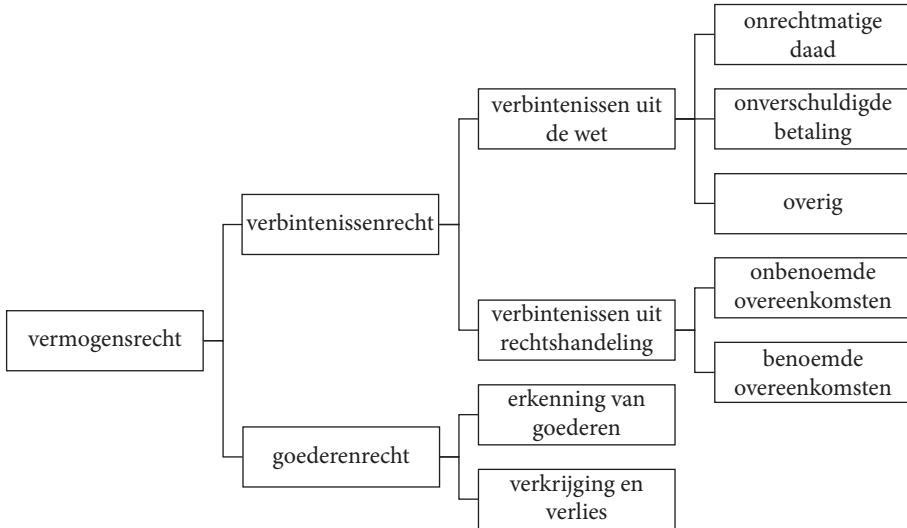 onrechtmatige
daad
verbintenissen uit
de wet
onverschuldigde
betaling
overig
verbintenissenrecht
onbenoemde
overeenkomsten
verbintenissen uit
rechtshandeling
vermogensrecht
benoemde
overeenkomsten
erkenning van
goederen
goederenrecht
verkrijging en
verlies